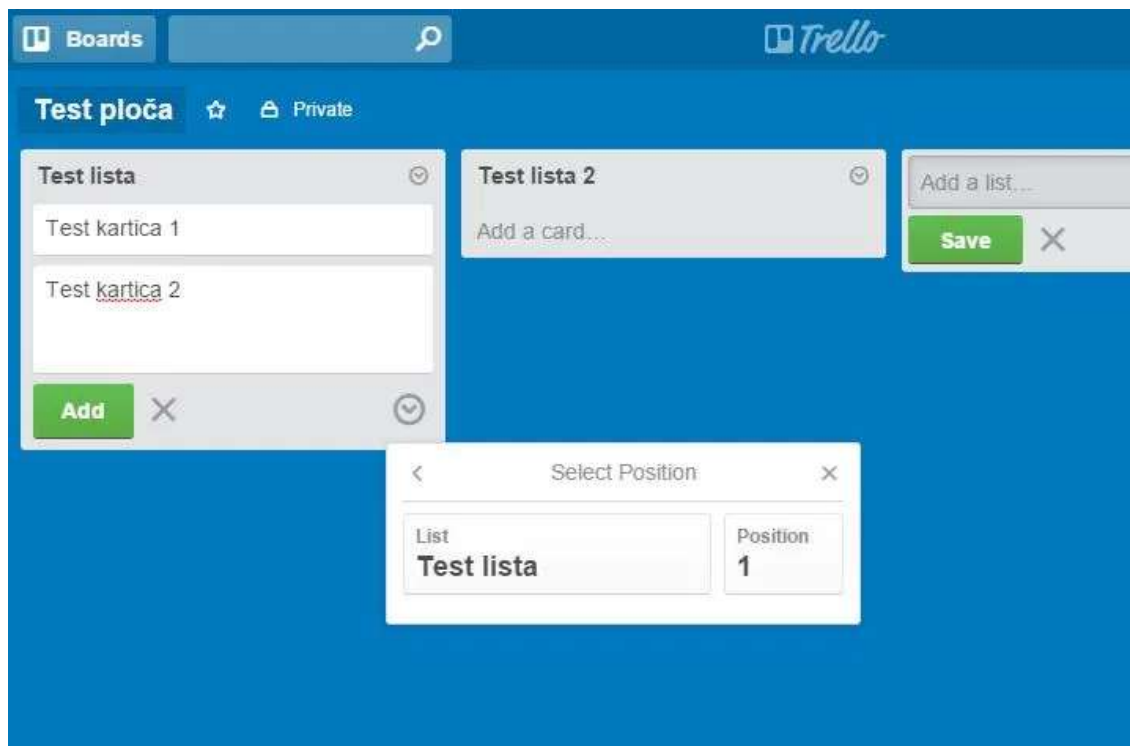 Boards
Trello
Test ploča
Private
Test lista
Test kartica 1
Test kartica 2
Add
Test lista 2
Add a card...
Add a list...
Save
Select Position
List
Test lista
Position
1